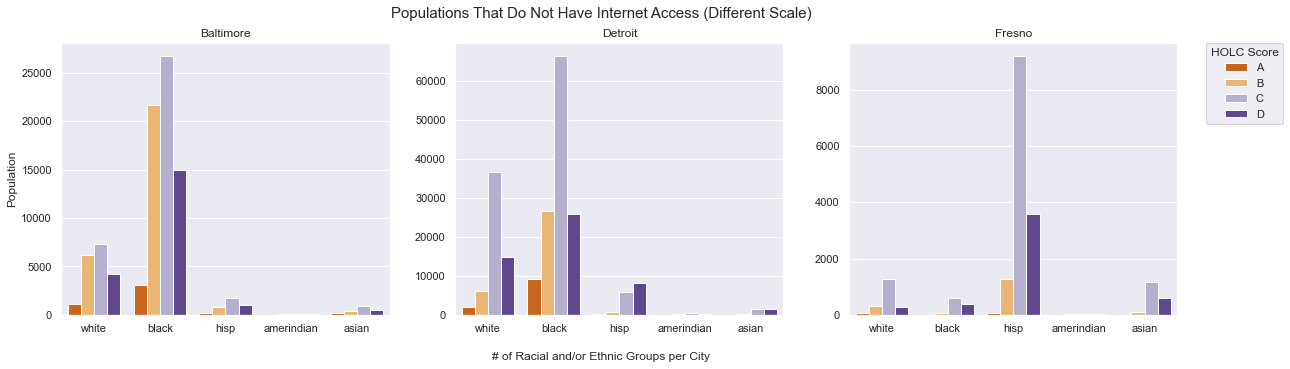 Populations That Do Not Have Internet Access (Different Scale)
Baltimore
Detroit
Fresno
HOLC Score
A
B
C
D
Population
25000
20000
15000
10000
5000
0
60000
50000
40000
30000
20000
10000
0
8000
6000
4000
2000
0
white black hisp amerindian asian
white black hisp amerindian asian
white black hisp amerindian asian
# of Racial and/or Ethnic Groups per City